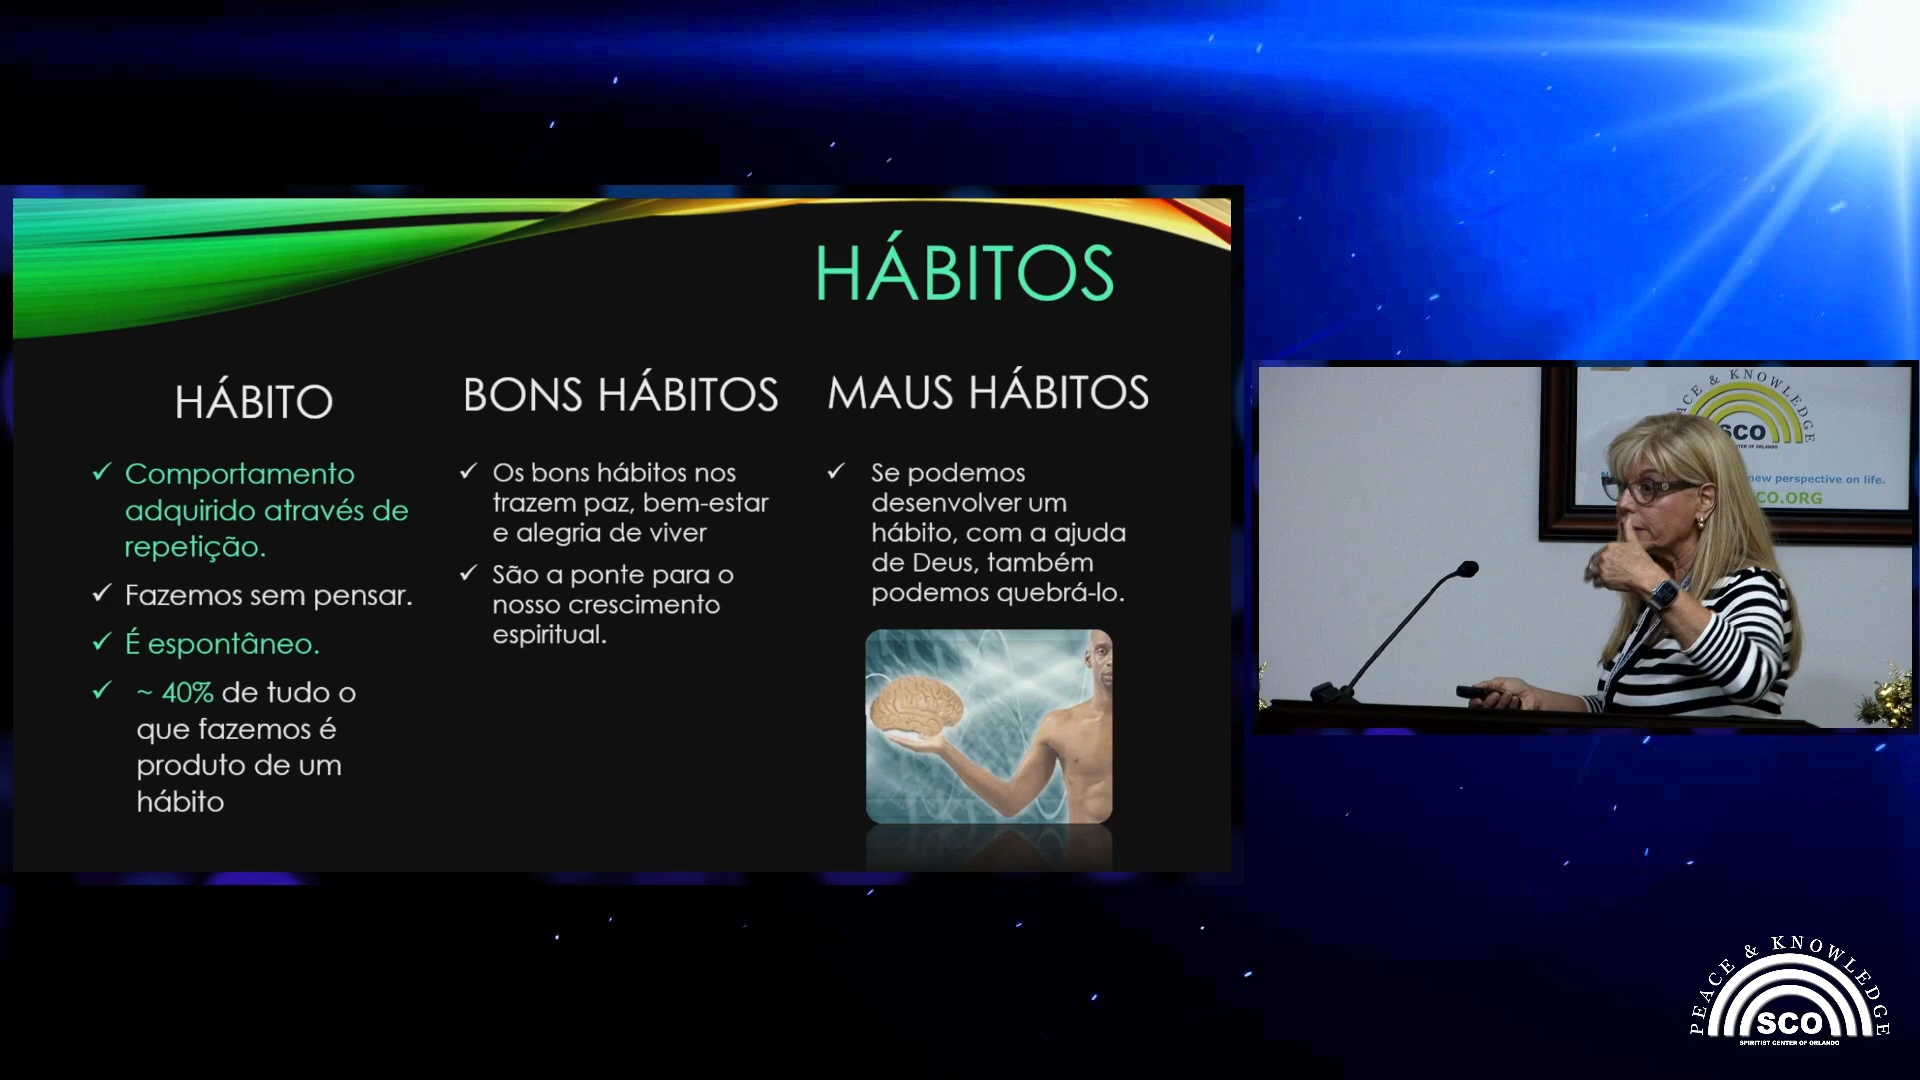 HÁBITOS
HÁBITO
✓ Comportamento
adquirido através de
repetição.
✓ Fazemos sem pensar.
✓ É espontâneo.
✓ ~ 40% de tudo o
que fazemos é
produto de um
hábito
BONS HÁBITOS
✓ Os bons hábitos nos
trazem paz, bem-estar
e alegria de viver
✓ São a ponte para o
nosso crescimento
espiritual.
MAUS HÁBITOS
✓ Se podemos
desenvolver um
hábito, com a ajuda
de Deus, também
podemos quebrá-lo.
& KNOWLEDGE
SCO
new perspective on life.
CO.ORG
PEACE & KNOWLEDGE
SCO
SPIRITIST CENTER OF ORLANDO